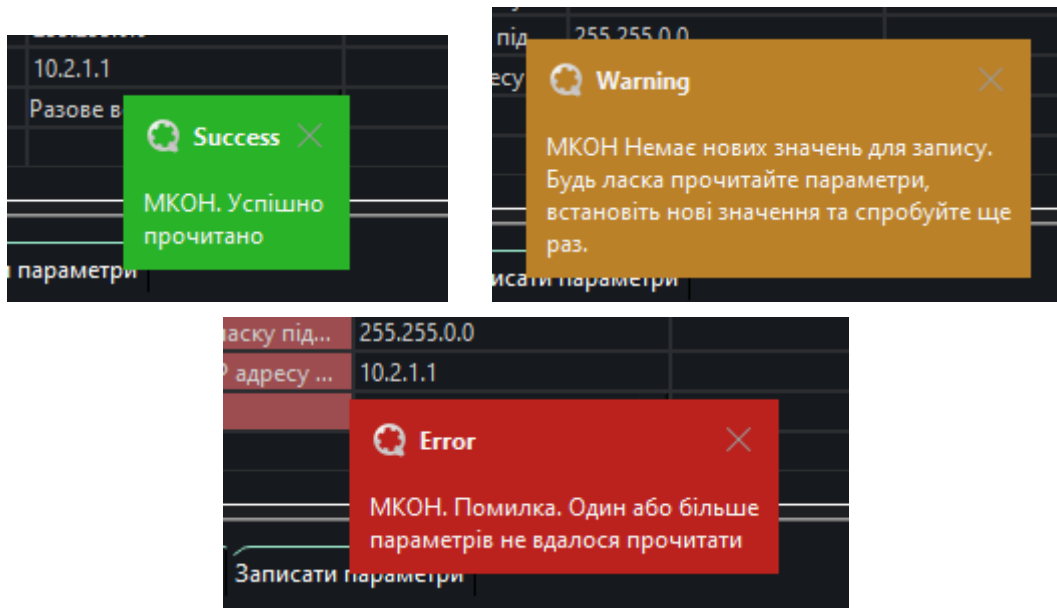 10.2.1.1
Разове в
Success
МКОН. Успішно
прочитано
параметри
під
255.255.0.0
есу
Warning
МКОН Немає нових значень для запису.
Будь ласка прочитайте параметри,
встановіть нові значення та спробуйте ще
раз.
исати параметри
аску під... 255.255.0.0
адресу ... 10.2.1.1
Error
МКОН. Помилка. Один або більше
параметрів не вдалося прочитати
Записати параметри